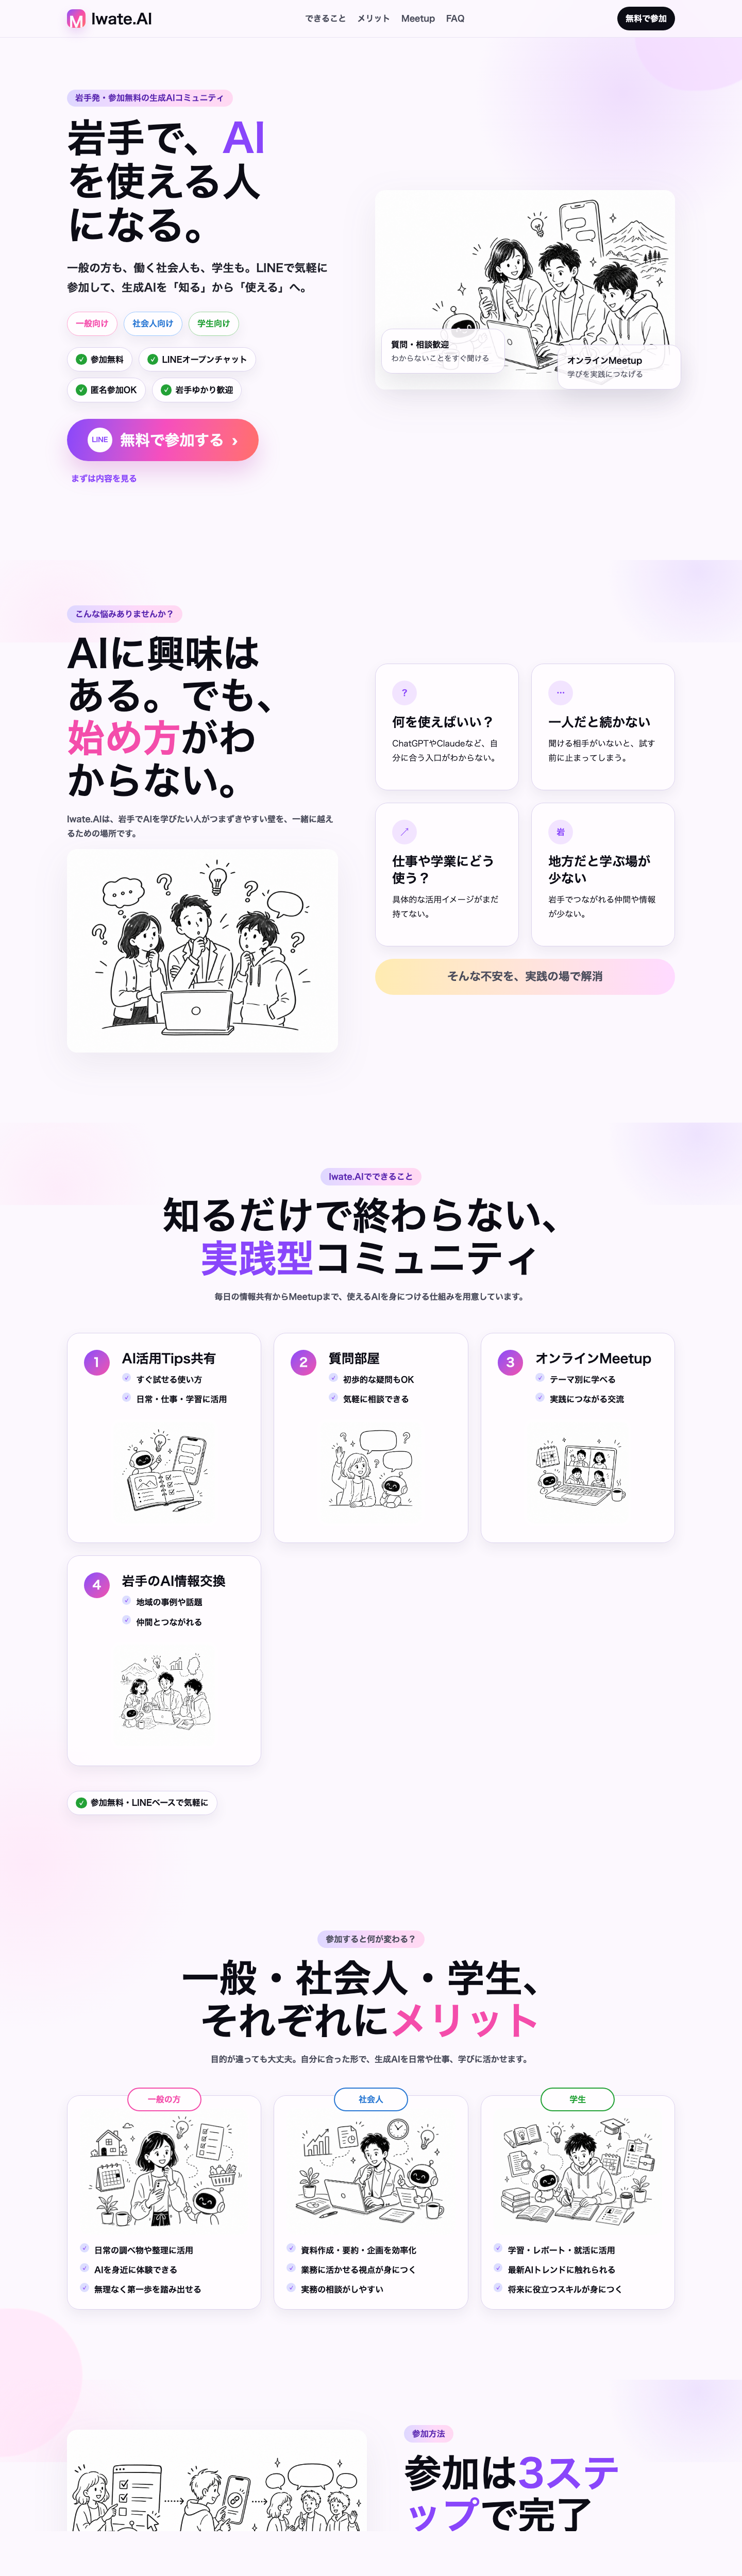 Iwate.AI
できること
メリット
Meetup
FAQ
無料で参加
岩手発・参加無料の生成AIコミュニティ
岩手で、AI
を使える人
になる。
一般の方も、働く社会人も、学生も。LINEで気軽に
参加して、生成AIを「知る」から「使える」へ。
一般向け
社会人向け
学生向け
参加無料
LINEオープンチャット
匿名参加OK
岩手ゆかり歓迎
LINE 無料で参加する ›
まずは内容を見る
質問・相談歓迎
わからないことをすぐ聞ける
オンラインMeetup
学びを実践につなげる
こんな悩みありませんか？
AIに興味は
ある。でも、
始め方がわ
からない。
Iwate.AIは、岩手でAIを学びたい人がつまずきやすい壁を、一緒に越え
るための場所です。
?
何を使えばいい？
ChatGPTやClaudeなど、自
分に合う入口がわからない。
…
一人だと続かない
聞ける相手がいないと、試す
前に止まってしまう。
↗
仕事や学業にどう
使う？
具体的な活用イメージがまだ
持てない。
岩
地方だと学ぶ場が
少ない
岩手でつながれる仲間や情報
が少ない。
そんな不安を、実践の場で解消
Iwate.AIでできること
知るだけで終わらない、
実践型コミュニティ
毎日の情報共有からMeetupまで、使えるAIを身につける仕組みを用意しています。
1
AI活用Tips共有
すぐ試せる使い方
日常・仕事・学習に活用
2
質問部屋
初歩的な疑問もOK
気軽に相談できる
3
オンラインMeetup
テーマ別に学べる
実践につながる交流
4
岩手のAI情報交換
地域の事例や話題
仲間とつながれる
参加無料・LINEベースで気軽に
参加すると何が変わる？
一般・社会人・学生、
それぞれにメリット
目的が違っても大丈夫。自分に合った形で、生成AIを日常や仕事、学びに活かせます。
一般の方
日常の調べ物や整理に活用
AIを身近に体験できる
無理なく第一歩を踏み出せる
社会人
資料作成・要約・企画を効率化
業務に活かせる視点が身につく
実務の相談がしやすい
学生
学習・レポート・就活に活用
最新AIトレンドに触れられる
将来に役立つスキルが身につく
参加方法
参加は3ステ
ップで完了